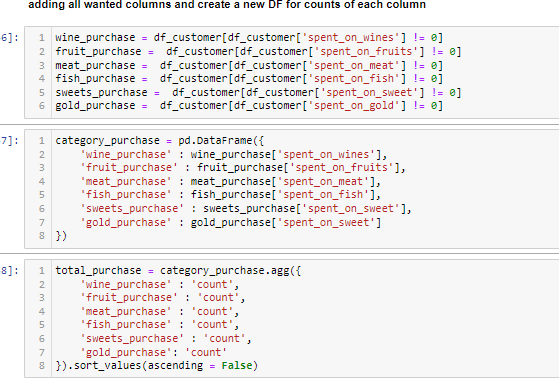 adding all wanted columns and create a new DF for counts of each column
6]: 1 wine_purchase = df_customer[df_customer['spent_on_wines'] != 0]
2 fruit_purchase =  df_customer[df_customer['spent_on_fruits'] != 0]
3 meat_purchase =  df_customer[df_customer['spent_on_meat'] != 0]
4 fish_purchase =  df_customer[df_customer['spent_on_fish'] != 0]
5 sweets_purchase =  df_customer[df_customer['spent_on_sweet'] != 0]
6 gold_purchase =  df_customer[df_customer['spent_on_gold'] != 0]
7]: 1 category_purchase = pd.DataFrame({
2     'wine_purchase' : wine_purchase['spent_on_wines'],
3     'fruit_purchase' : fruit_purchase['spent_on_fruits'],
4     'meat_purchase' : meat_purchase['spent_on_meat'],
5     'fish_purchase' : fish_purchase['spent_on_fish'],
6     'sweets_purchase' : sweets_purchase['spent_on_sweet'],
7     'gold_purchase' : gold_purchase['spent_on_sweet']
8 })
8]: 1 total_purchase = category_purchase.agg({
2     'wine_purchase' : 'count',
3     'fruit_purchase' : 'count',
4     'meat_purchase' : 'count',
5     'fish_purchase' : 'count',
6     'sweets_purchase' : 'count',
7     'gold_purchase': 'count'
8 }).sort_values(ascending = False)